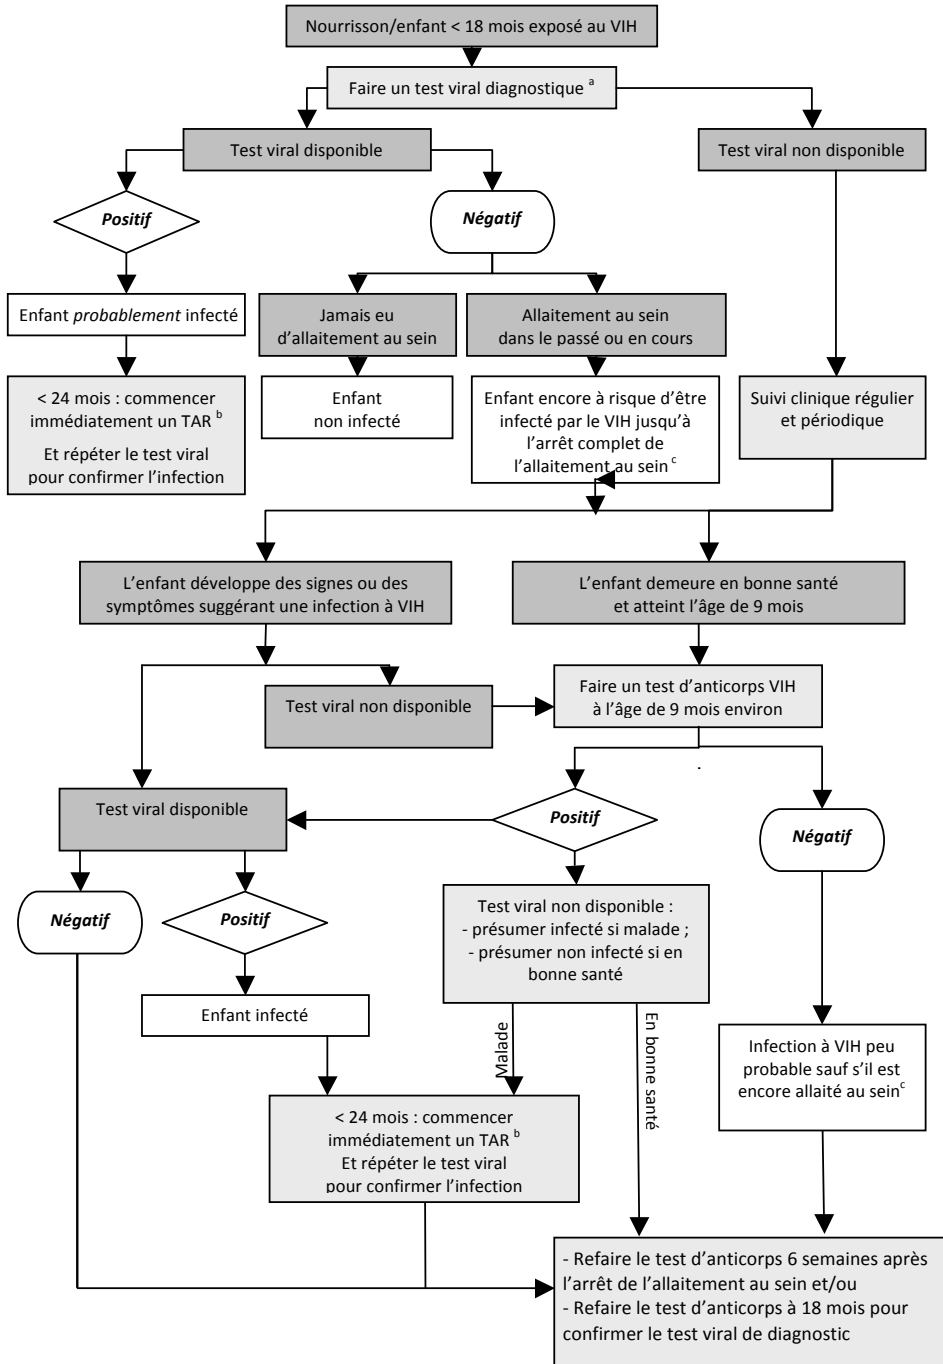 Nourrisson/enfant < 18 mois exposé au VIH
Faire un test viral diagnostique a
Test viral disponible
Test viral non disponible
Positif
Négatif
Enfant probablement infecté
Jamais eu
d'allaitement au sein
Allaitement au sein
dans le passé ou en cours
< 24 mois : commencer
immédiatement un TAR b
Et répéter le test viral
pour confirmer l'infection
Enfant
non infecté
Enfant encore à risque d'être
infecté par le VIH jusqu'à
l'arrêt complet de
l'allaitement au sein c
Suivi clinique régulier
et périodique
L'enfant développe des signes ou des
symptômes suggérant une infection à VIH
L'enfant demeure en bonne santé
et atteint l'âge de 9 mois
Test viral non disponible
Faire un test d'anticorps VIH
à l'âge de 9 mois environ
Test viral disponible
Positif
Négatif
Négatif
Positif
Test viral non disponible :
- présumer infecté si malade ;
- présumer non infecté si en
bonne santé
Enfant infecté
Malade
En bonne santé
Infection à VIH peu
probable sauf s'il est
encore allaité au sein c
< 24 mois : commencer
immédiatement un TAR b
Et répéter le test viral
pour confirmer l'infection
- Refaire le test d'anticorps 6 semaines après
l'arrêt de l'allaitement au sein et/ou
- Refaire le test d'anticorps à 18 mois pour
confirmer le test viral de diagnostic